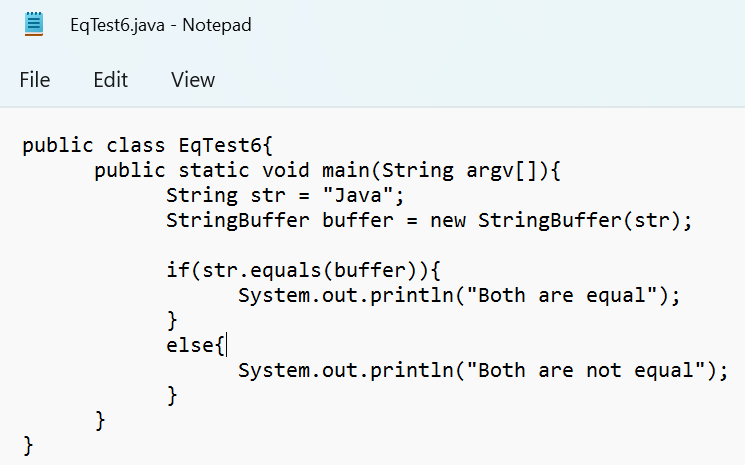 EqTest6.java - Notepad
File Edit View
public class EqTest6{
public static void main(String argv[]){
String str = "Java";
StringBuffer buffer = new StringBuffer(str);
if(str.equals(buffer)){
System.out.println("Both are equal");
}
else{
System.out.println("Both are not equal");
}
}
}